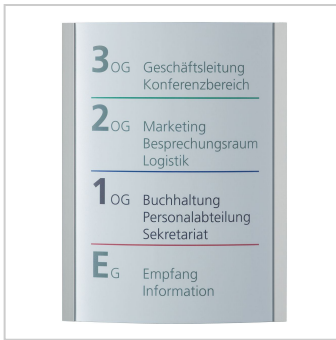 3OG Geschäftsleitung
Konferenzbereich
2OG Marketing
Besprechungsraum
Logistik
1OG Buchhaltung
Personalabteilung
Sekretariat
EG Empfang
Information